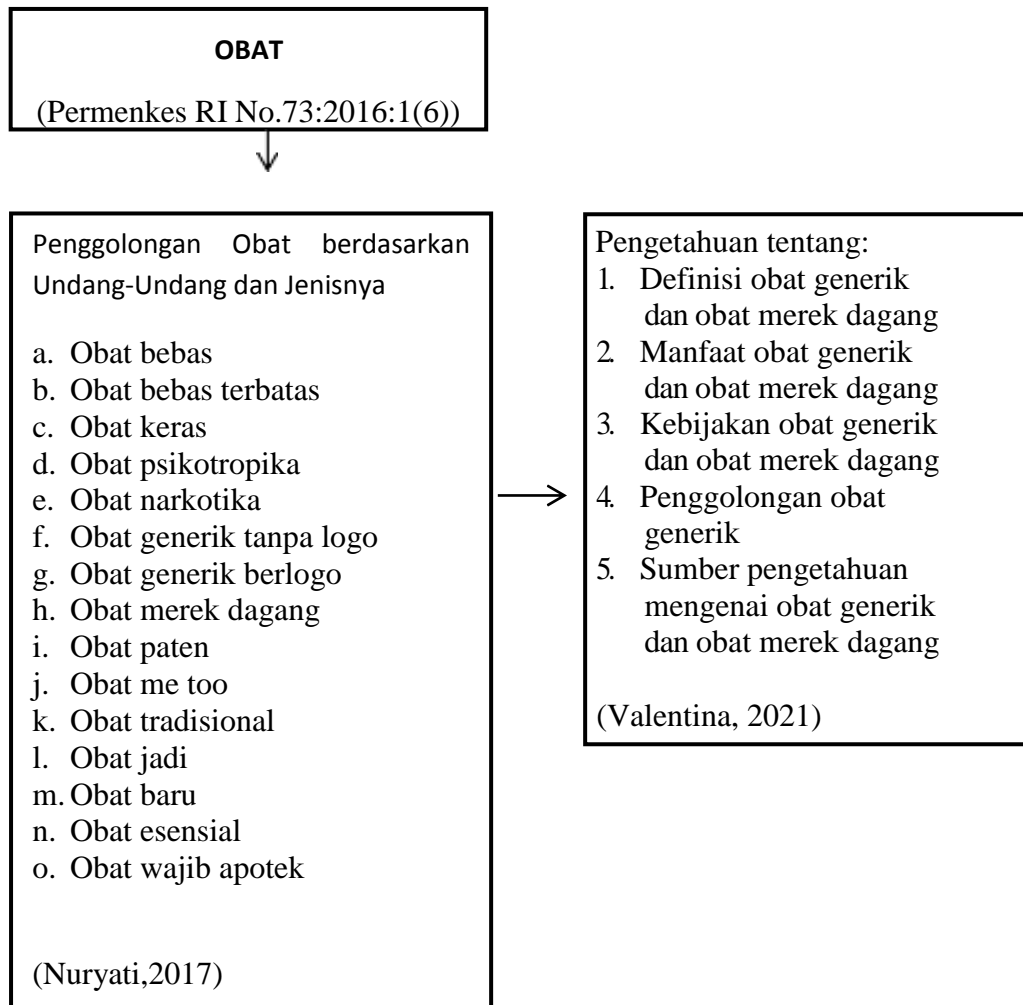 OBAT
(Permenkes RI No.73:2016:1(6))
Penggolongan Obat berdasarkan
Undang-Undang dan Jenisnya
a. Obat bebas
b. Obat bebas terbatas
c. Obat keras
d. Obat psikotropika
e. Obat narkotika
f. Obat generik tanpa logo
g. Obat generik berlogo
h. Obat merek dagang
i. Obat paten
j. Obat me too
k. Obat tradisional
l. Obat jadi
m. Obat baru
n. Obat esensial
o. Obat wajib apotek
(Nuryati,2017)
Pengetahuan tentang:
1. Definisi obat generik
dan obat merek dagang
2. Manfaat obat generik
dan obat merek dagang
3. Kebijakan obat generik
dan obat merek dagang
4. Penggolongan obat
generik
5. Sumber pengetahuan
mengenai obat generik
dan obat merek dagang
(Valentina, 2021)